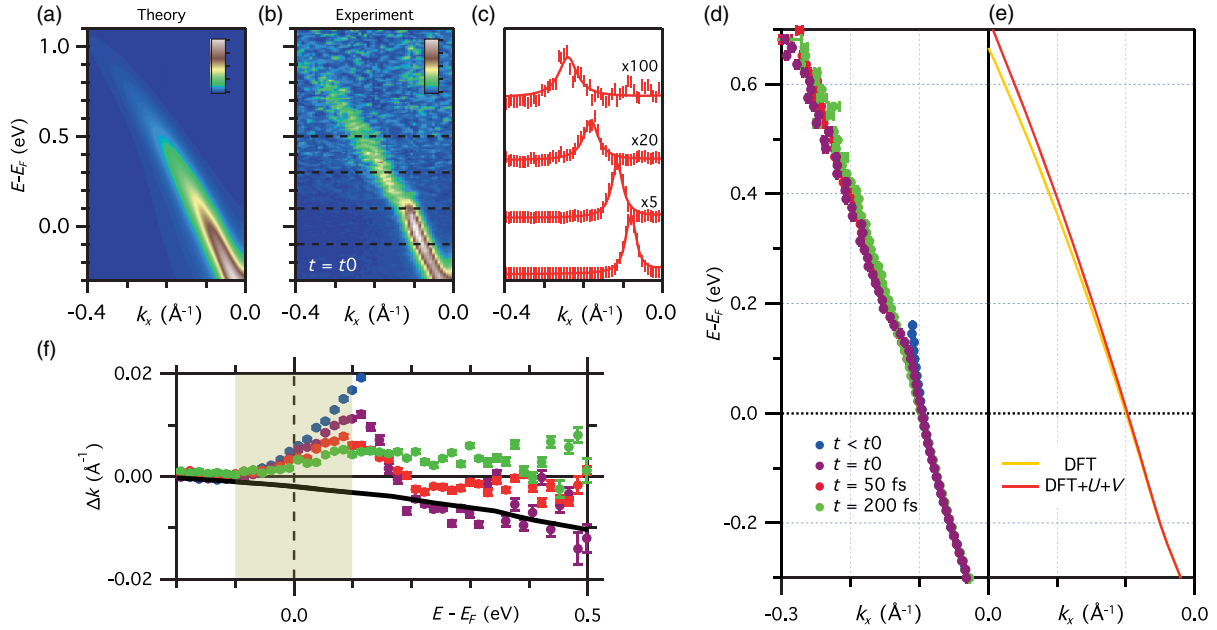 (a) Theory
(b) Experiment
(c)
(d)
(e)
1.0
0.5
0.0
E-E_F (eV)
t = t0
x100
x20
x5
-0.4 0.0
k_x (Å⁻¹)
-0.4 0.0
k_x (Å⁻¹)
-0.4 0.0
k_x (Å⁻¹)
0.6
0.4
0.2
0.0
-0.2
E-E_F (eV)
t < t0
t = t0
t = 50 fs
t = 200 fs
DFT
DFT+U+V
-0.3 0.0 0.0
k_x (Å⁻¹) k_x (Å⁻¹)
(f)
0.02
0.00
-0.02
Δk (Å⁻¹)
0.0 0.5
E - E_F (eV)